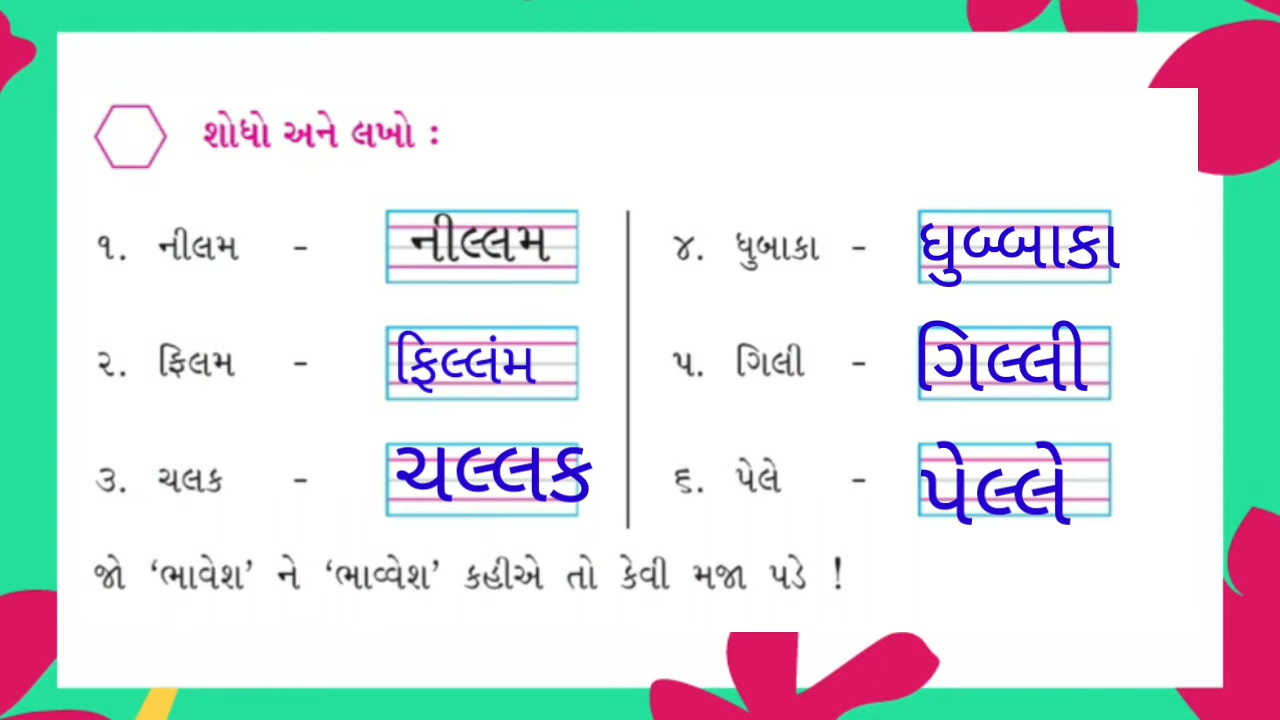 શોધો અને લખો :
૧. નીલમ - નીલ્લમ
૨. ફિલમ - ફિલ્લંમ
૩. ચલક - ચલ્લક
૪. ધુબાકા - ધુબ્બાકા
૫. ગિલી - ગિલ્લી
૬. પેલે - પેલ્લે
જો ‘ભાવેશ’ ને ‘ભાવ્વેશ’ કહીએ તો કેવી મજા પડે !